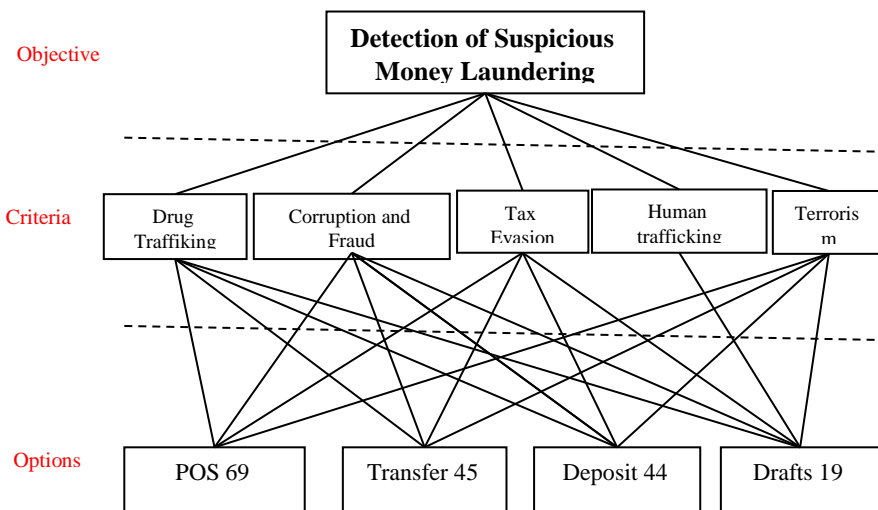 Objective
Detection of Suspicious
Money Laundering
Criteria
Drug
Traffiking
Corruption and
Fraud
Tax
Evasion
Human
trafficking
Terroris
m
Options
POS 69
Transfer 45
Deposit 44
Drafts 19